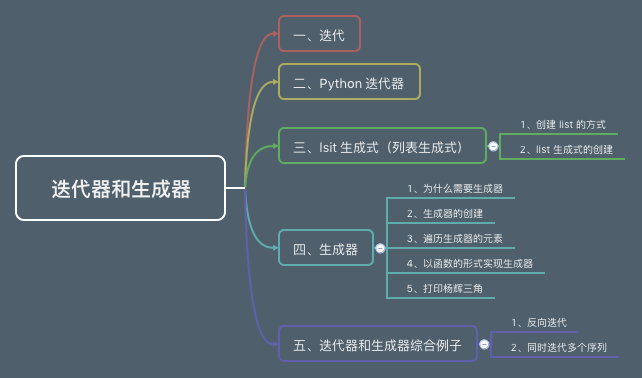 迭代器和生成器
一、迭代
二、Python 迭代器
三、lsit 生成式（列表生成式）
1、创建 list 的方式
2、list 生成式的创建
四、生成器
1、为什么需要生成器
2、生成器的创建
3、遍历生成器的元素
4、以函数的形式实现生成器
5、打印杨辉三角
五、迭代器和生成器综合例子
1、反向迭代
2、同时迭代多个序列